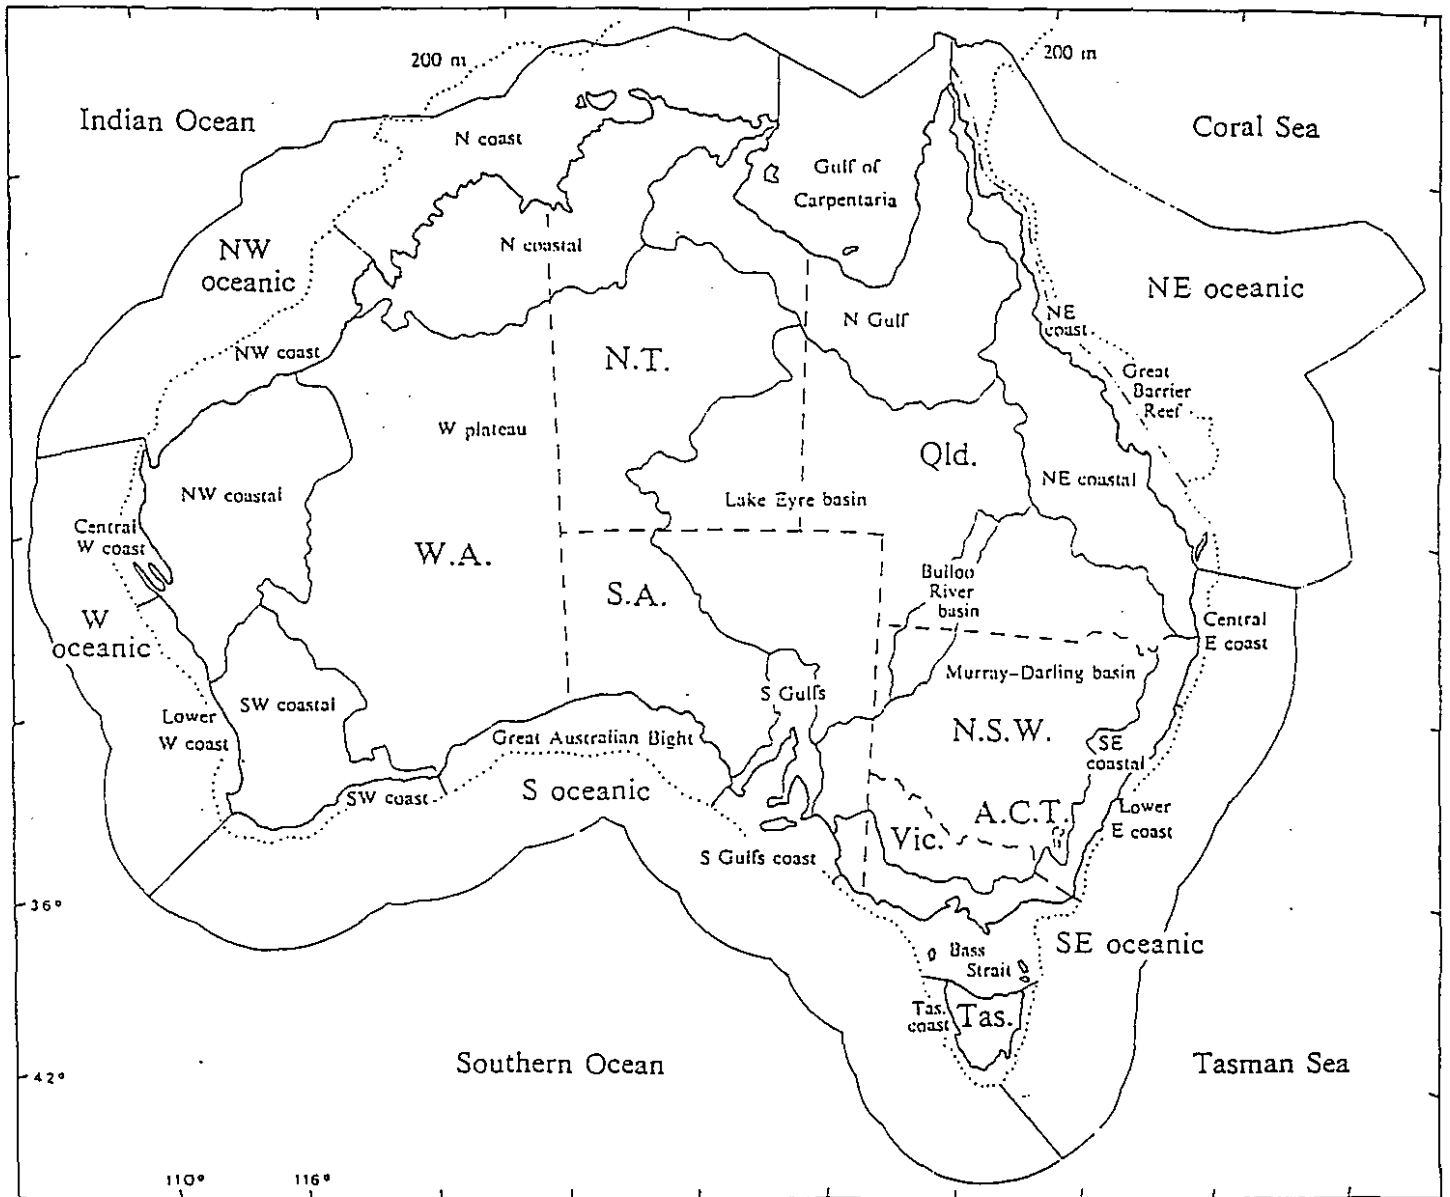 200 m
200 m
Indian Ocean
Coral Sea
N coast
Gulf of
Carpentaria
NW
oceanic
N coastal
NE oceanic
N Gulf
NE
coast
NW coast
N.T.
Great
Barrier
Reef
W plateau
Qld.
NE coastal
NW coastal
Lake Eyre basin
Central
W coast
W.A.
S.A.
Bulloo
River
basin
W
oceanic
Central
E coast
Murray-Darling basin
S Gulfs
SW coastal
Lower
W coast
N.S.W.
Great Australian Bight
SE
coastal
S oceanic
SW coast
A.C.T.
Lower
E coast
Vic.
S Gulfs coast
36°
SE oceanic
Bass
Strait
Tas.
coast
Tas.
Southern Ocean
Tasman Sea
42°
110°
116°